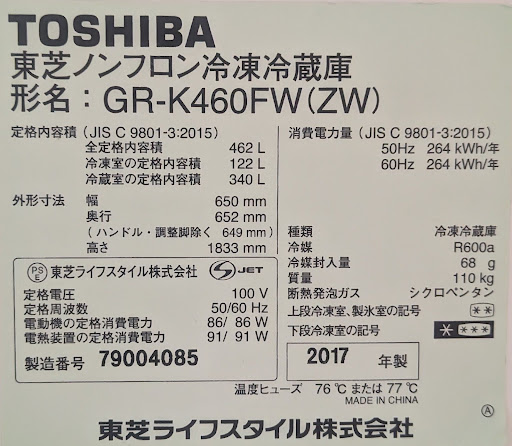 TOSHIBA
東芝ノンフロン冷凍冷蔵庫
形名：GR-K460FW(ZW)
定格内容積（JIS C 9801-3:2015）
全定格内容積 462 L
冷凍室の定格内容積 122 L
冷蔵室の定格内容積 340 L
外形寸法 幅 650 mm
奥行 652 mm
（ハンドル・調整脚除く 649 mm）
高さ 1833 mm
消費電力量（JIS C 9801-3:2015）
50Hz 264 kWh/年
60Hz 264 kWh/年
種類 冷凍冷蔵庫
冷媒 R600a
冷媒封入量 68 g
質量 110 kg
断熱発泡ガス シクロペンタン
上段冷凍室、製氷室の記号 **
下段冷凍室の記号 * ***
PSE 東芝ライフスタイル株式会社 JET
定格電圧 100 V
定格周波数 50/60 Hz
電動機の定格消費電力 86/ 86 W
電熱装置の定格消費電力 91/ 91 W
製造番号 79004085
2017 年製
温度ヒューズ 76 ℃ または 77 ℃
MADE IN CHINA
東芝ライフスタイル株式会社
Ⓐ